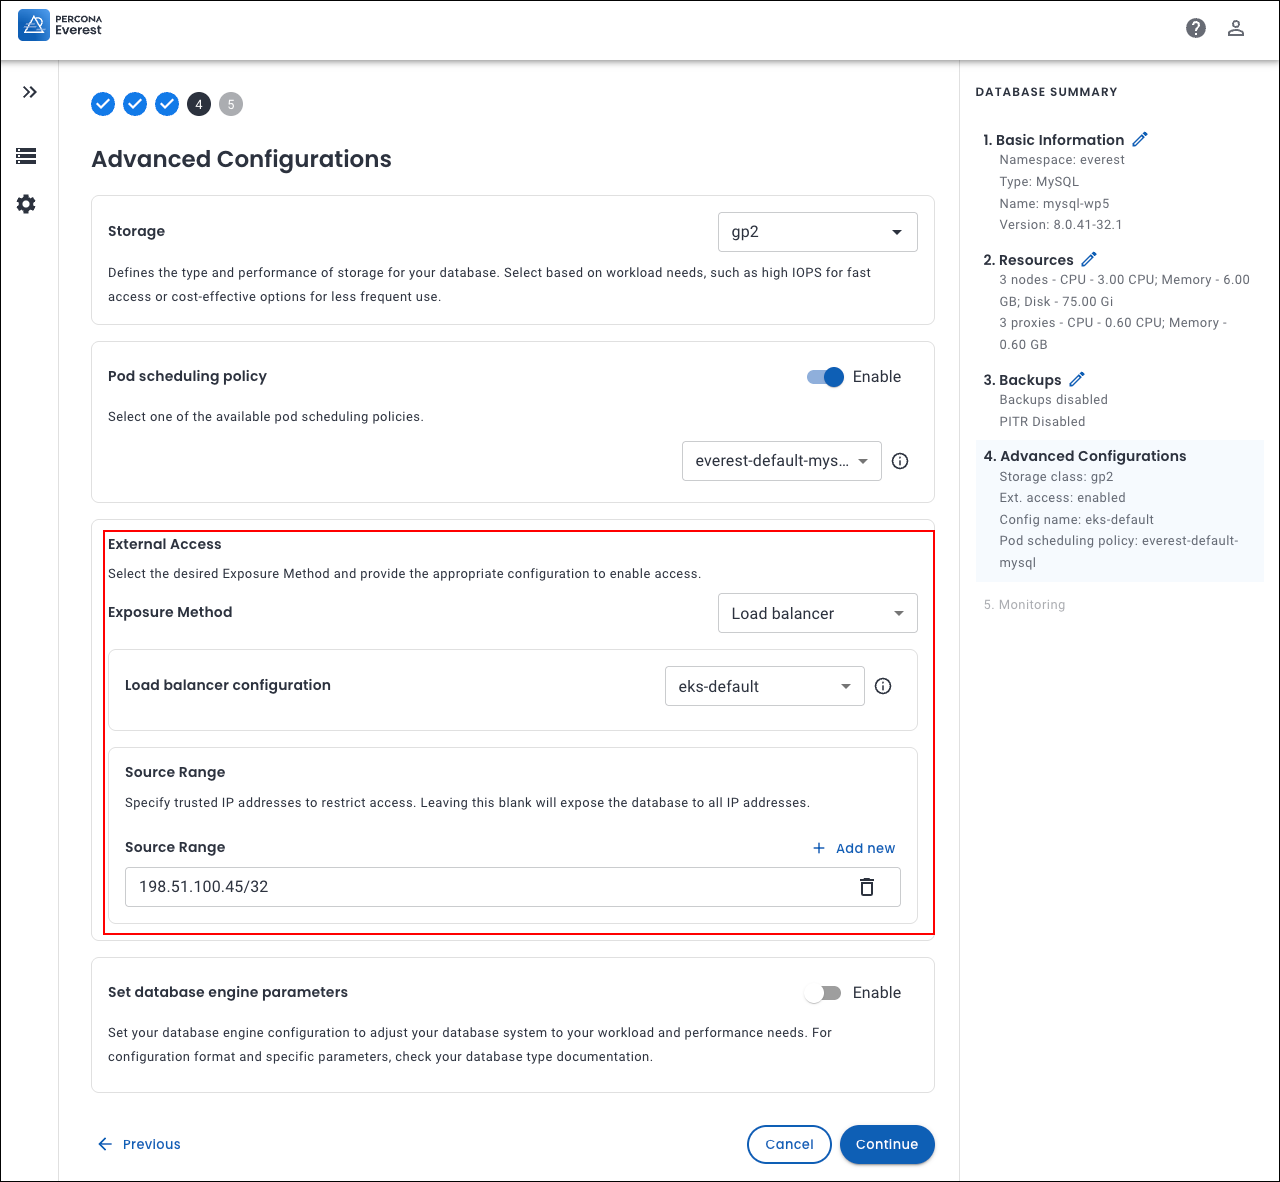 PERCONA
Everest
4
5
Advanced Configurations
Storage
gp2
Defines the type and performance of storage for your database. Select based on workload needs, such as high IOPS for fast
access or cost-effective options for less frequent use.
Pod scheduling policy
Enable
Select one of the available pod scheduling policies.
everest-default-mys...
External Access
Select the desired Exposure Method and provide the appropriate configuration to enable access.
Exposure Method
Load balancer
Load balancer configuration
eks-default
Source Range
Specify trusted IP addresses to restrict access. Leaving this blank will expose the database to all IP addresses.
Source Range
Add new
198.51.100.45/32
Set database engine parameters
Enable
Set your database engine configuration to adjust your database system to your workload and performance needs. For
configuration format and specific parameters, check your database type documentation.
Previous
Cancel
Continue
DATABASE SUMMARY
1. Basic Information
Namespace: everest
Type: MySQL
Name: mysql-wp5
Version: 8.0.41-32.1
2. Resources
3 nodes - CPU - 3.00 CPU; Memory - 6.00
GB; Disk - 75.00 Gi
3 proxies - CPU - 0.60 CPU; Memory -
0.60 GB
3. Backups
Backups disabled
PITR Disabled
4. Advanced Configurations
Storage class: gp2
Ext. access: enabled
Config name: eks-default
Pod scheduling policy: everest-default-
mysql
5. Monitoring